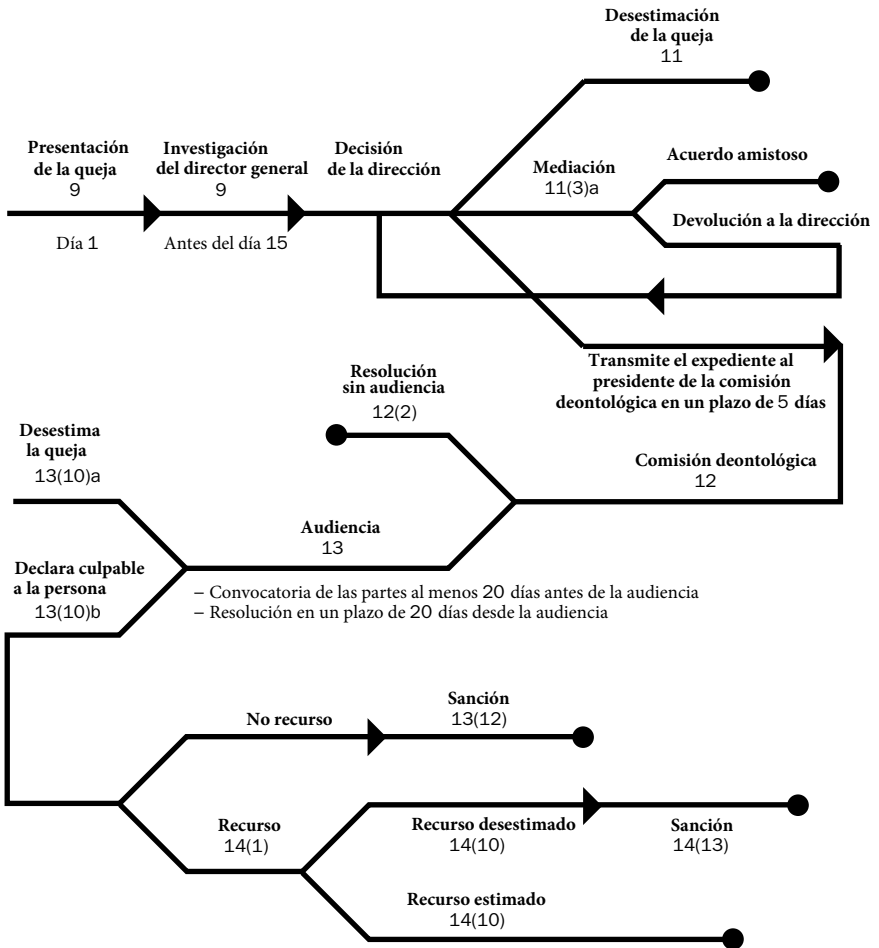 Desestimación
de la queja
11
Presentación
de la queja
9
Investigación
del director general
9
Decisión
de la dirección
Mediación
11(3)a
Acuerdo amistoso
Devolución a la dirección
Día 1
Antes del día 15
Transmite el expediente al
presidente de la comisión
deontológica en un plazo de 5 días
Resolución
sin audiencia
12(2)
Comisión deontológica
12
Desestima
la queja
13(10)a
Audiencia
13
Declara culpable
a la persona
13(10)b
– Convocatoria de las partes al menos 20 días antes de la audiencia
– Resolución en un plazo de 20 días desde la audiencia
No recurso
Sanción
13(12)
Recurso
14(1)
Recurso desestimado
14(10)
Sanción
14(13)
Recurso estimado
14(10)